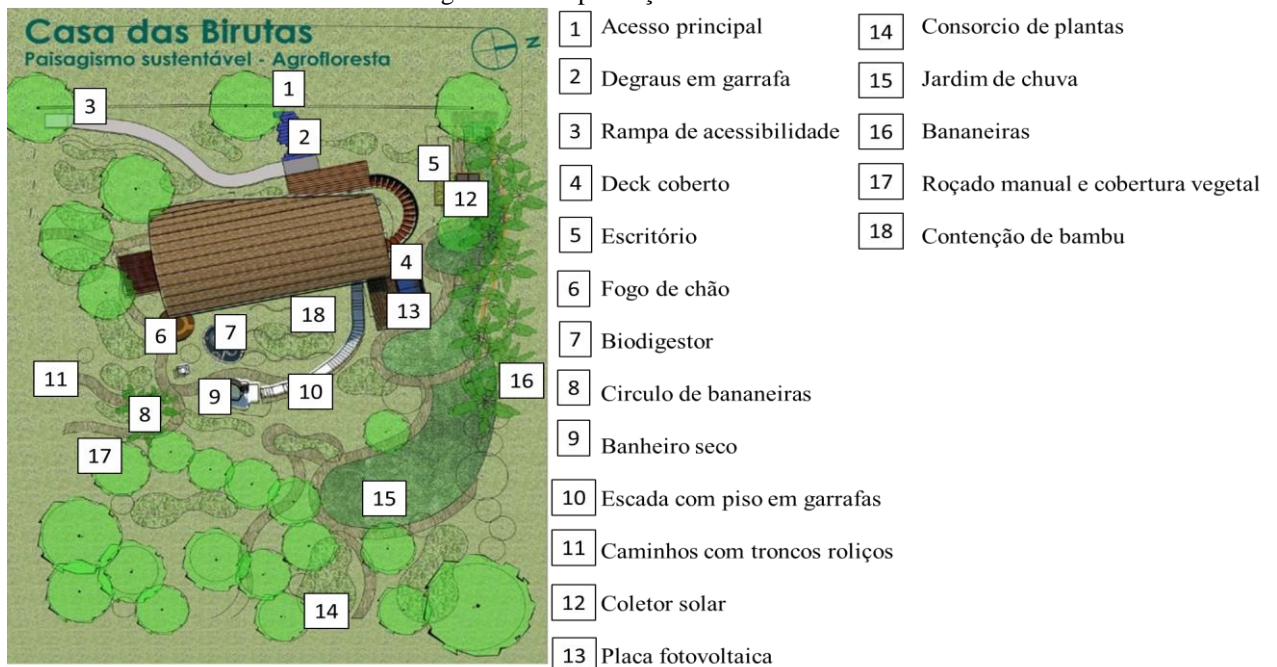 Casa das Birutas
Paisagismo sustentável - Agrofloresta
N
1
3
2
5
12
4
13
18
6
7
11
10
9
16
8
17
15
14
1 Acesso principal
2 Degraus em garrafa
3 Rampa de acessibilidade
4 Deck coberto
5 Escritório
6 Fogo de chão
7 Biodigestor
8 Circulo de bananeiras
9 Banheiro seco
10 Escada com piso em garrafas
11 Caminhos com troncos roliços
12 Coletor solar
13 Placa fotovoltaica
14 Consorcio de plantas
15 Jardim de chuva
16 Bananeiras
17 Roçado manual e cobertura vegetal
18 Contenção de bambu